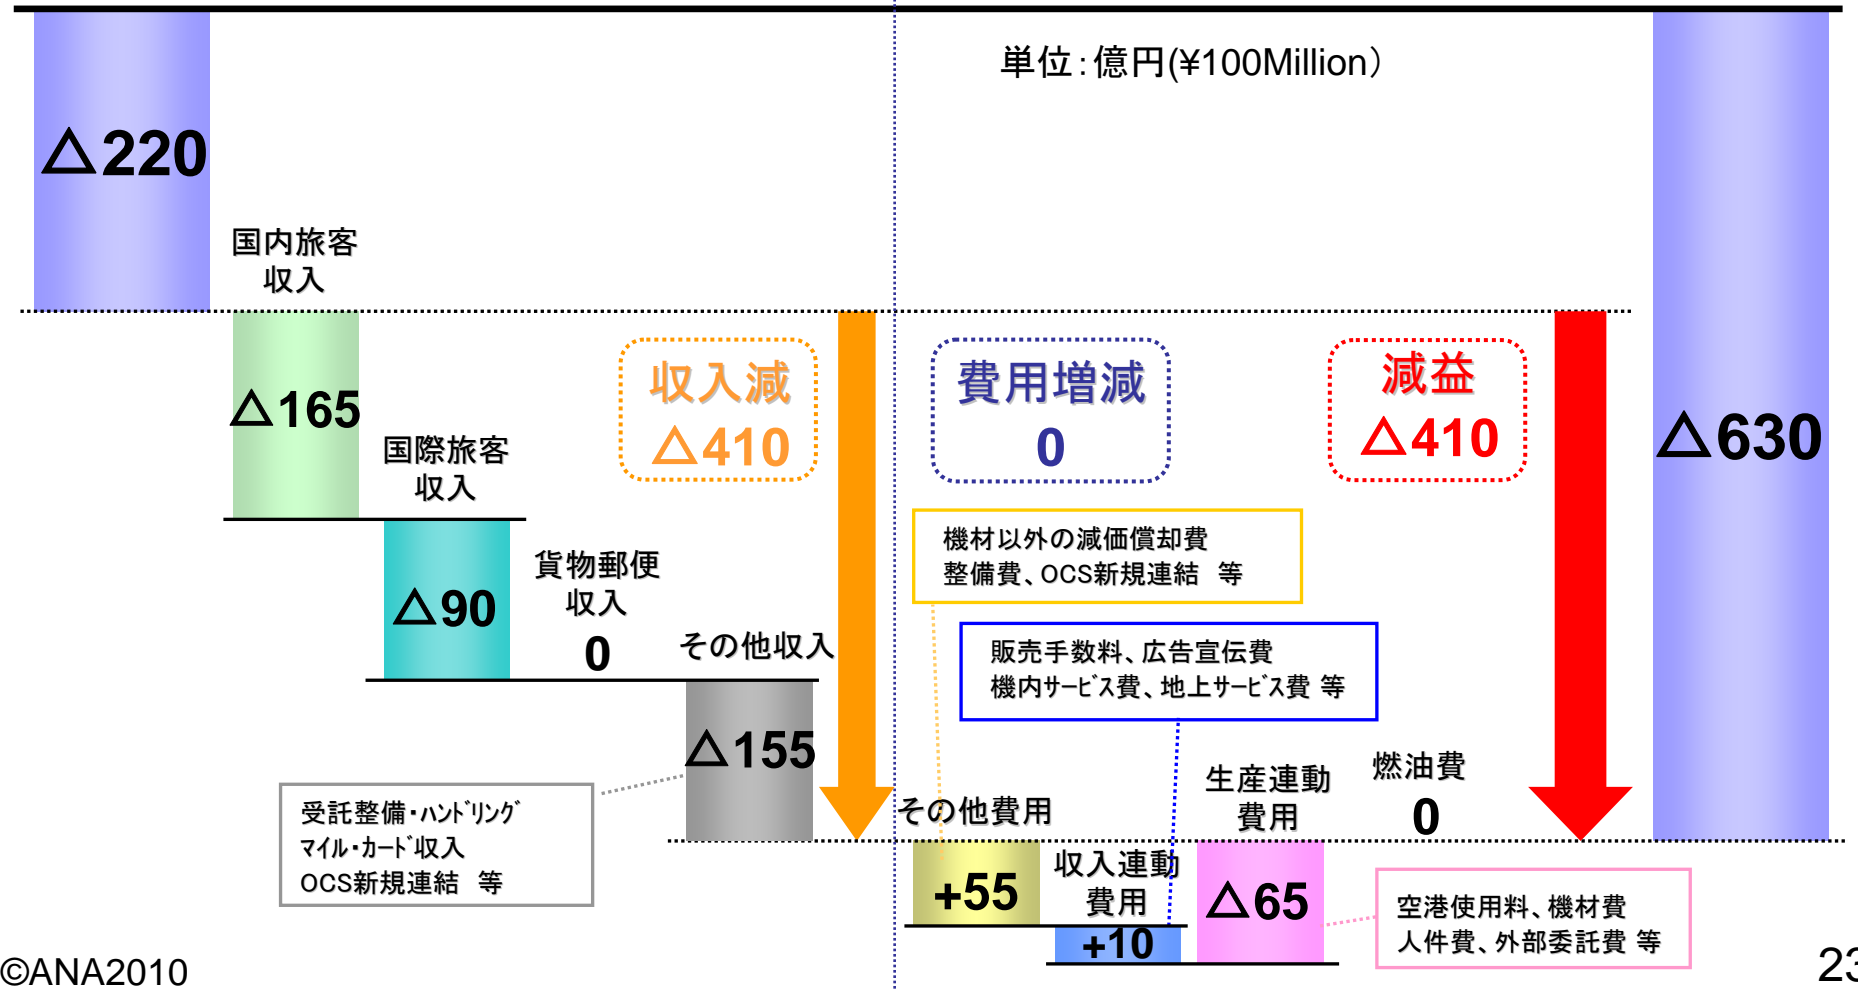 単位:億円(¥100Million)
△220
国内旅客
収入
△165
国際旅客
収入
△90
貨物郵便
収入
0
その他収入
△155
受託整備・ﾊﾝﾄﾞﾘﾝｸﾞ
ﾏｲﾙ・ｶｰﾄﾞ収入
OCS新規連結 等
収入減
△410
費用増減
0
減益
△410
△630
機材以外の減価償却費
整備費、OCS新規連結 等
販売手数料、広告宣伝費
機内ｻｰﾋﾞｽ費、地上ｻｰﾋﾞｽ費 等
その他費用
+55
収入連動
費用
+10
生産連動
費用
△65
燃油費
0
空港使用料、機材費
人件費、外部委託費 等
©ANA2010
23